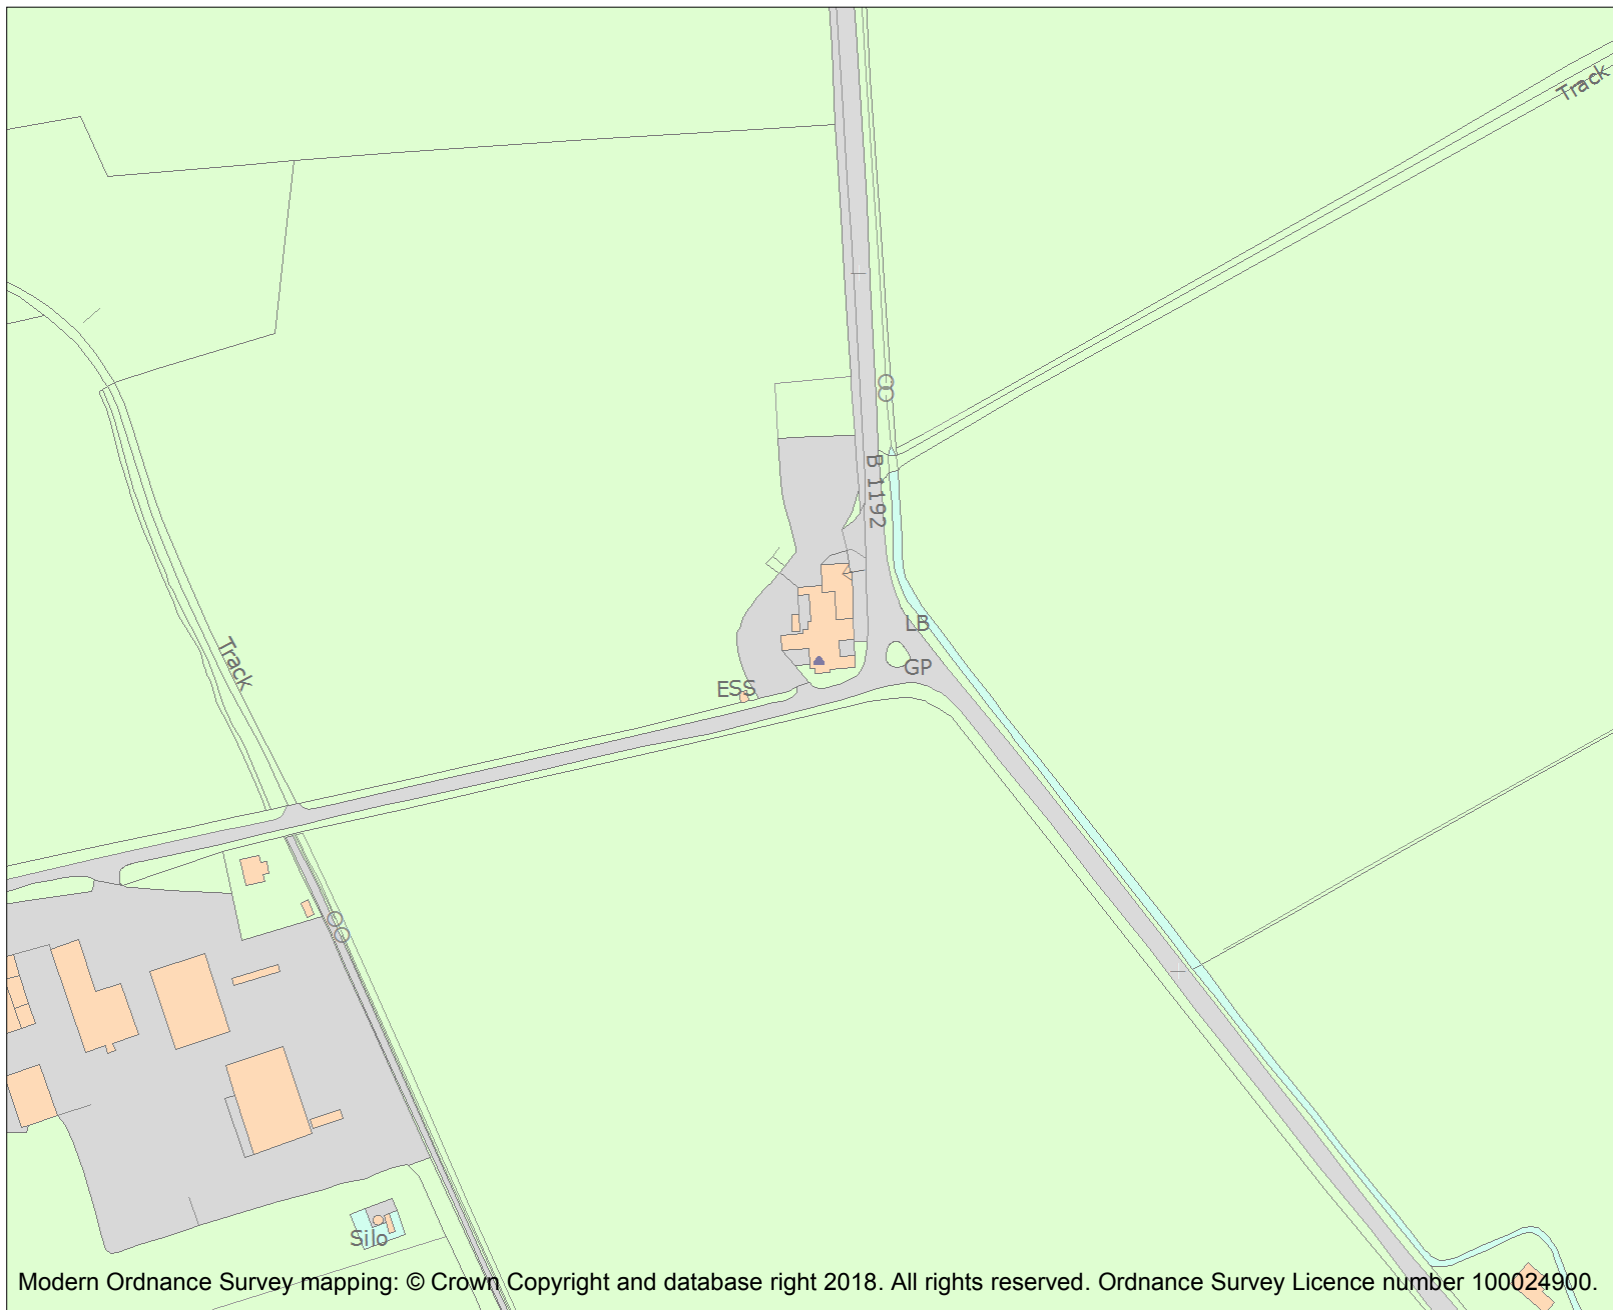 Track
B 1192
LB
Track
GP
ESS
Silo
Modern Ordnance Survey mapping: © Crown Copyright and database right 2018. All rights reserved. Ordnance Survey Licence number 100024900.